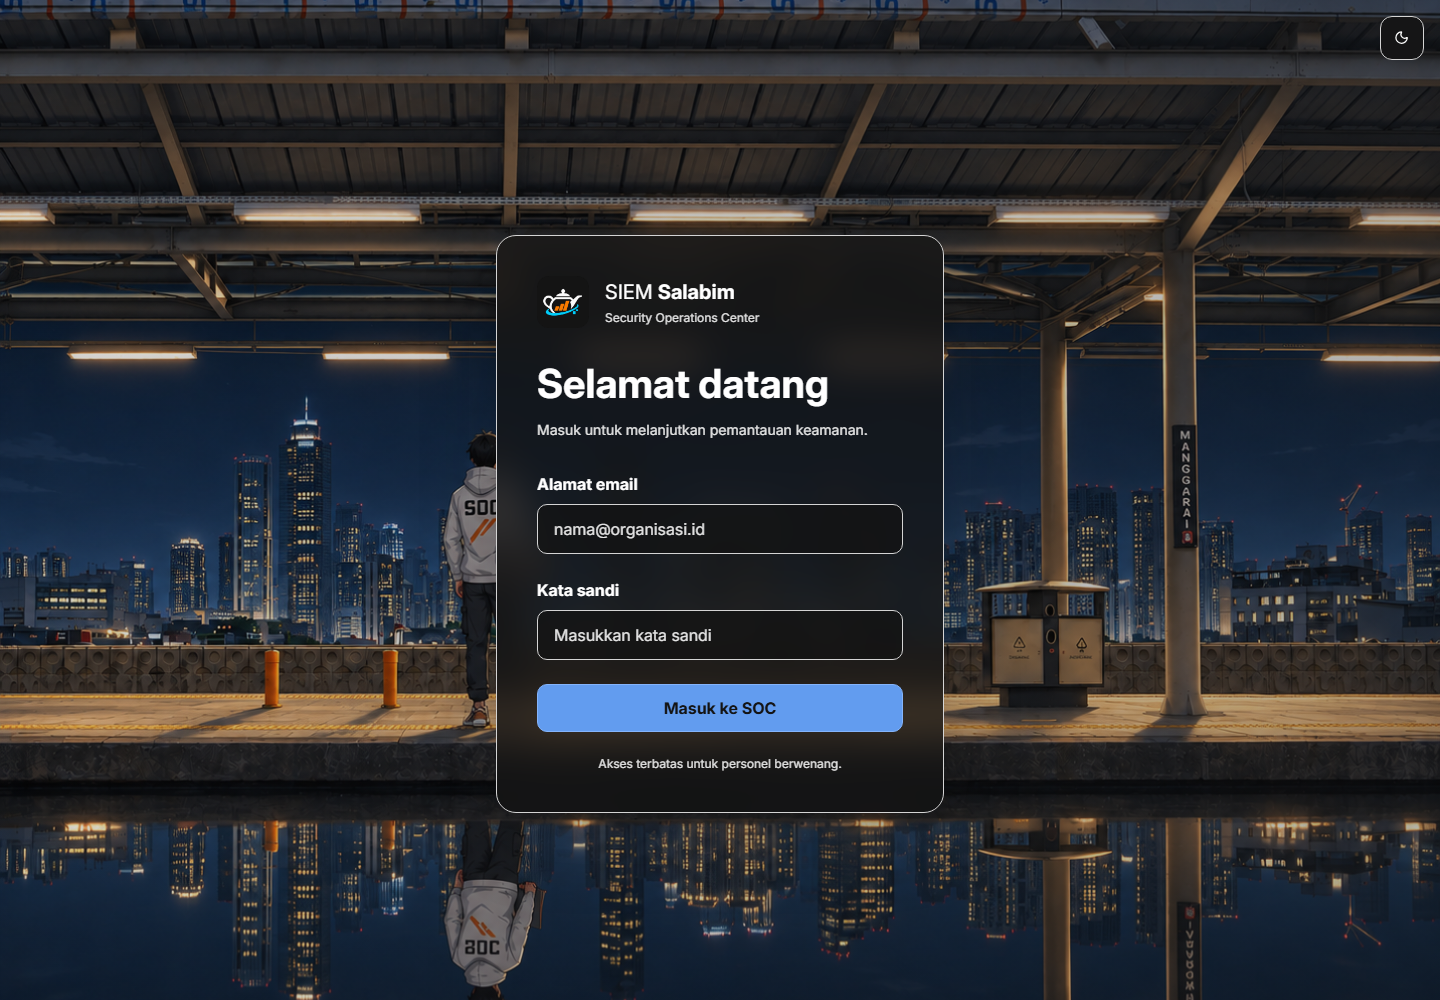 SIEM Salabim
Security Operations Center
Selamat datang
Masuk untuk melanjutkan pemantauan keamanan.
Alamat email
nama@organisasi.id
Kata sandi
Masukkan kata sandi
Masuk ke SOC
Akses terbatas untuk personel berwenang.
SOC
MANGGARAI